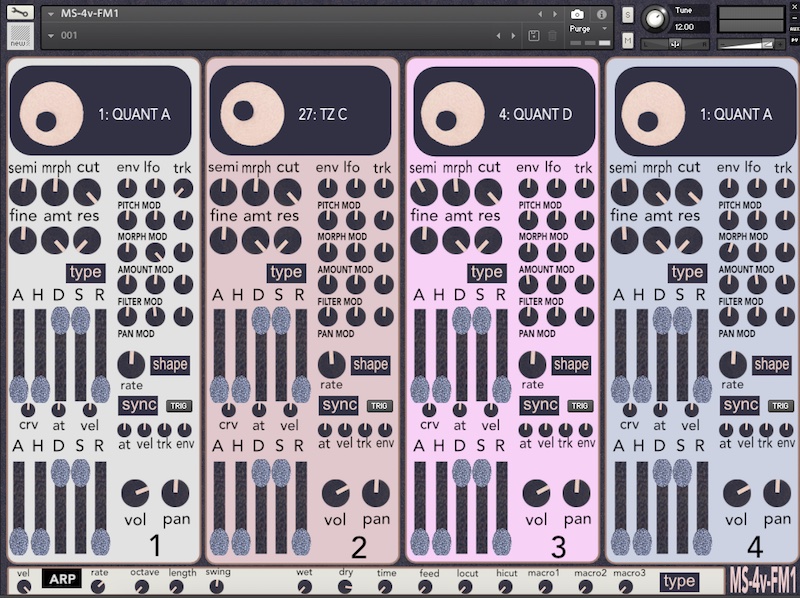 MS-4v-FM1
new
001
Purge
S
M
Tune
12.00
AUX
PV
1: QUANT A
27: TZ C
4: QUANT D
1: QUANT A
semi mrph cut env lfo trk
fine amt res
PITCH MOD
MORPH MOD
type
AMOUNT MOD
A H D S R
FILTER MOD
PAN MOD
rate shape
sync TRIG
crv at vel
at vel trk env
A H D S R
vol pan
1
semi mrph cut env lfo trk
fine amt res
PITCH MOD
MORPH MOD
type
AMOUNT MOD
A H D S R
FILTER MOD
PAN MOD
rate shape
sync TRIG
crv at vel
at vel trk env
A H D S R
vol pan
2
semi mrph cut env lfo trk
fine amt res
PITCH MOD
MORPH MOD
type
AMOUNT MOD
A H D S R
FILTER MOD
PAN MOD
rate shape
sync TRIG
crv at vel
at vel trk env
A H D S R
vol pan
3
semi mrph cut env lfo trk
fine amt res
PITCH MOD
MORPH MOD
type
AMOUNT MOD
A H D S R
FILTER MOD
PAN MOD
rate shape
sync TRIG
crv at vel
at vel trk env
A H D S R
vol pan
4
vel ARP rate octave length swing wet dry time feed locut hicut macro1 macro2 macro3 type MS-4v-FM1